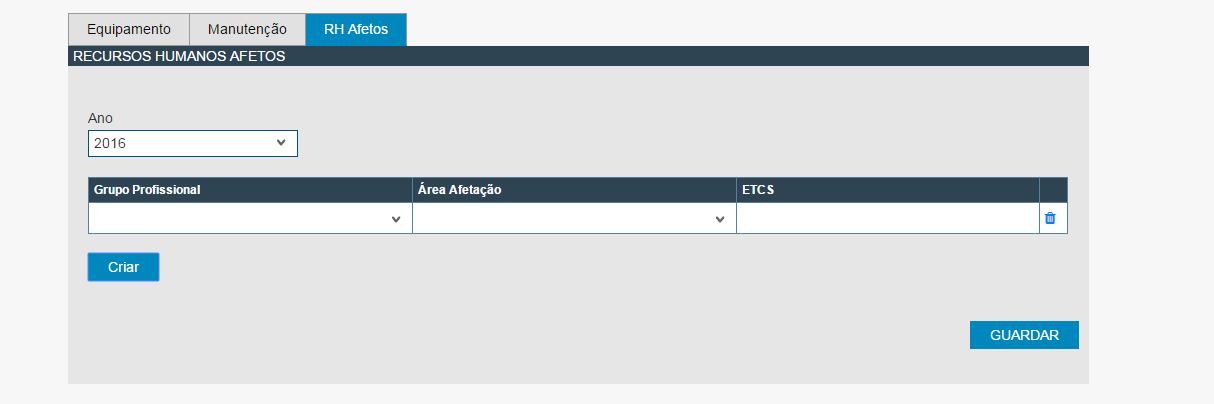 Equipamento Manutenção RH Afetos
RECURSOS HUMANOS AFETOS
Ano
2016
Grupo Profissional Área Afetação ETCS
Criar
GUARDAR